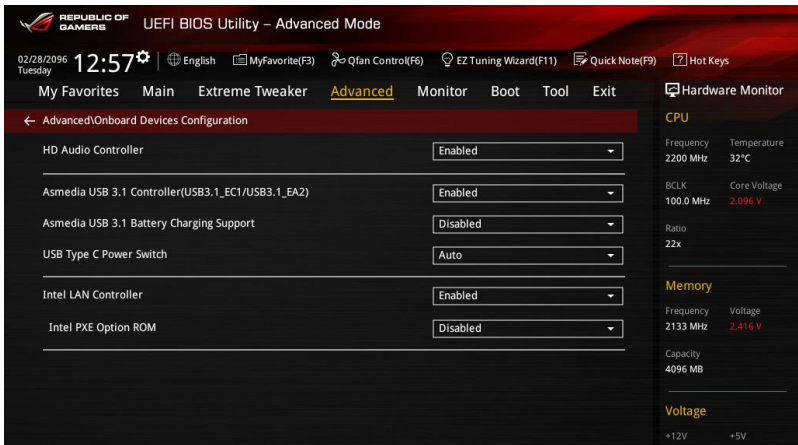 REPUBLIC OF
GAMERS
UEFI BIOS Utility – Advanced Mode
02/28/2096
Tuesday
12:57
English
MyFavorite(F3)
Qfan Control(F6)
EZ Tuning Wizard(F11)
Quick Note(F9)
? Hot Keys
My Favorites Main Extreme Tweaker Advanced Monitor Boot Tool Exit
Hardware Monitor
← Advanced\Onboard Devices Configuration
HD Audio Controller Enabled
Asmedia USB 3.1 Controller(USB3.1_EC1/USB3.1_EA2) Enabled
Asmedia USB 3.1 Battery Charging Support Disabled
USB Type C Power Switch Auto
Intel LAN Controller Enabled
Intel PXE Option ROM Disabled
CPU
Frequency Temperature
2200 MHz 32°C
BCLK Core Voltage
100.0 MHz 2.096 V
Ratio
22x
Memory
Frequency Voltage
2133 MHz 2.416 V
Capacity
4096 MB
Voltage
+12V +5V